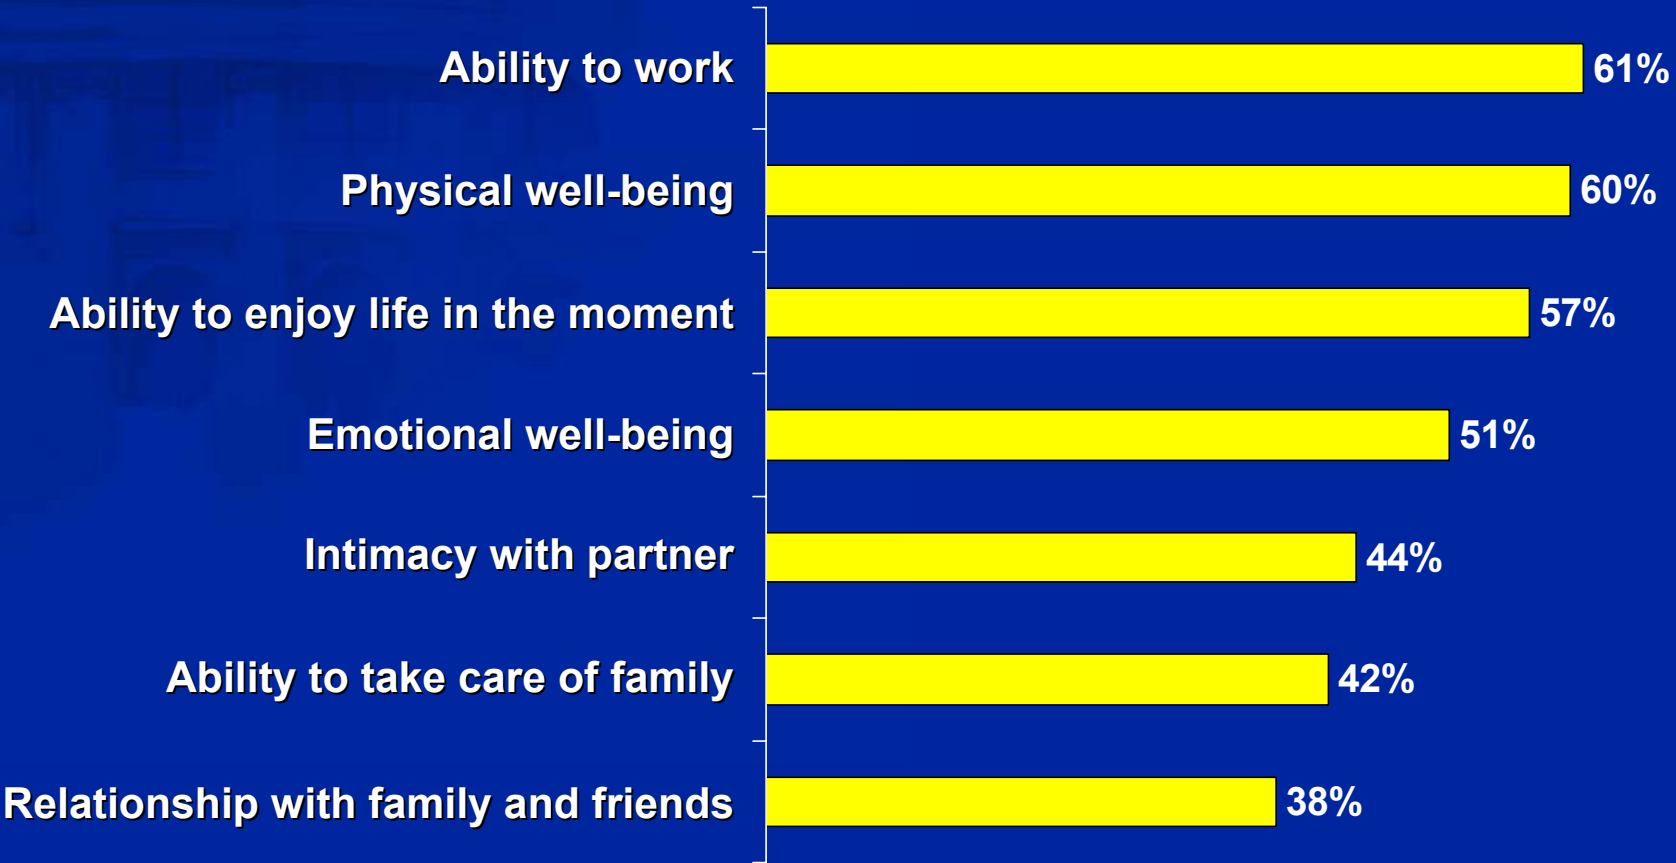 Ability to work 61%
Physical well-being 60%
Ability to enjoy life in the moment 57%
Emotional well-being 51%
Intimacy with partner 44%
Ability to take care of family 42%
Relationship with family and friends 38%